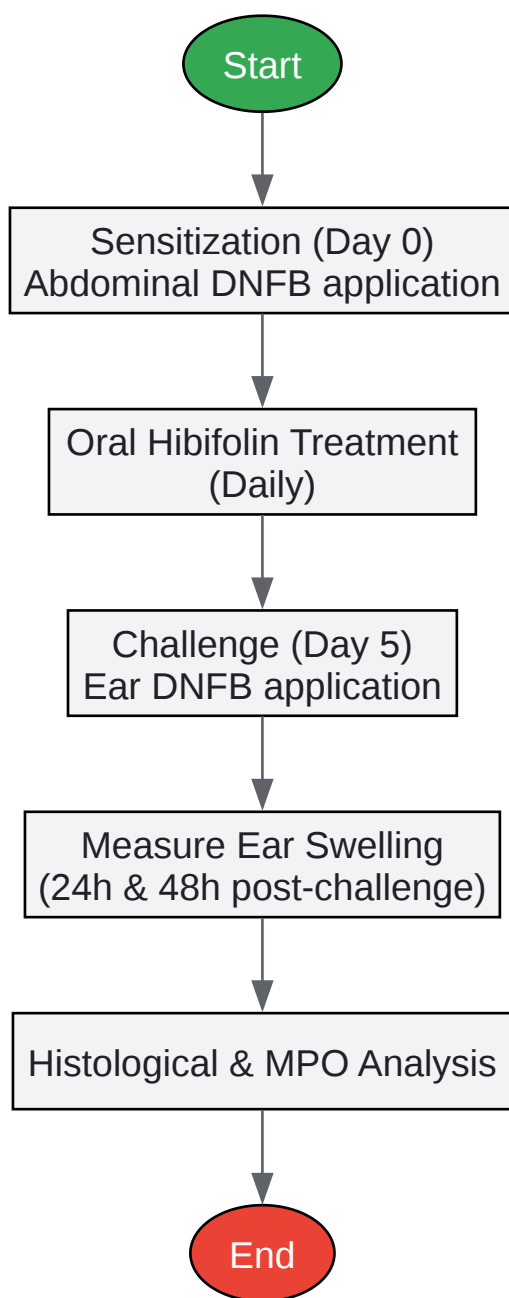 Start
Sensitization (Day 0)
Abdominal DNFB application
Oral Hibifolin Treatment
(Daily)
Challenge (Day 5)
Ear DNFB application
Measure Ear Swelling
(24h & 48h post-challenge)
Histological & MPO Analysis
End